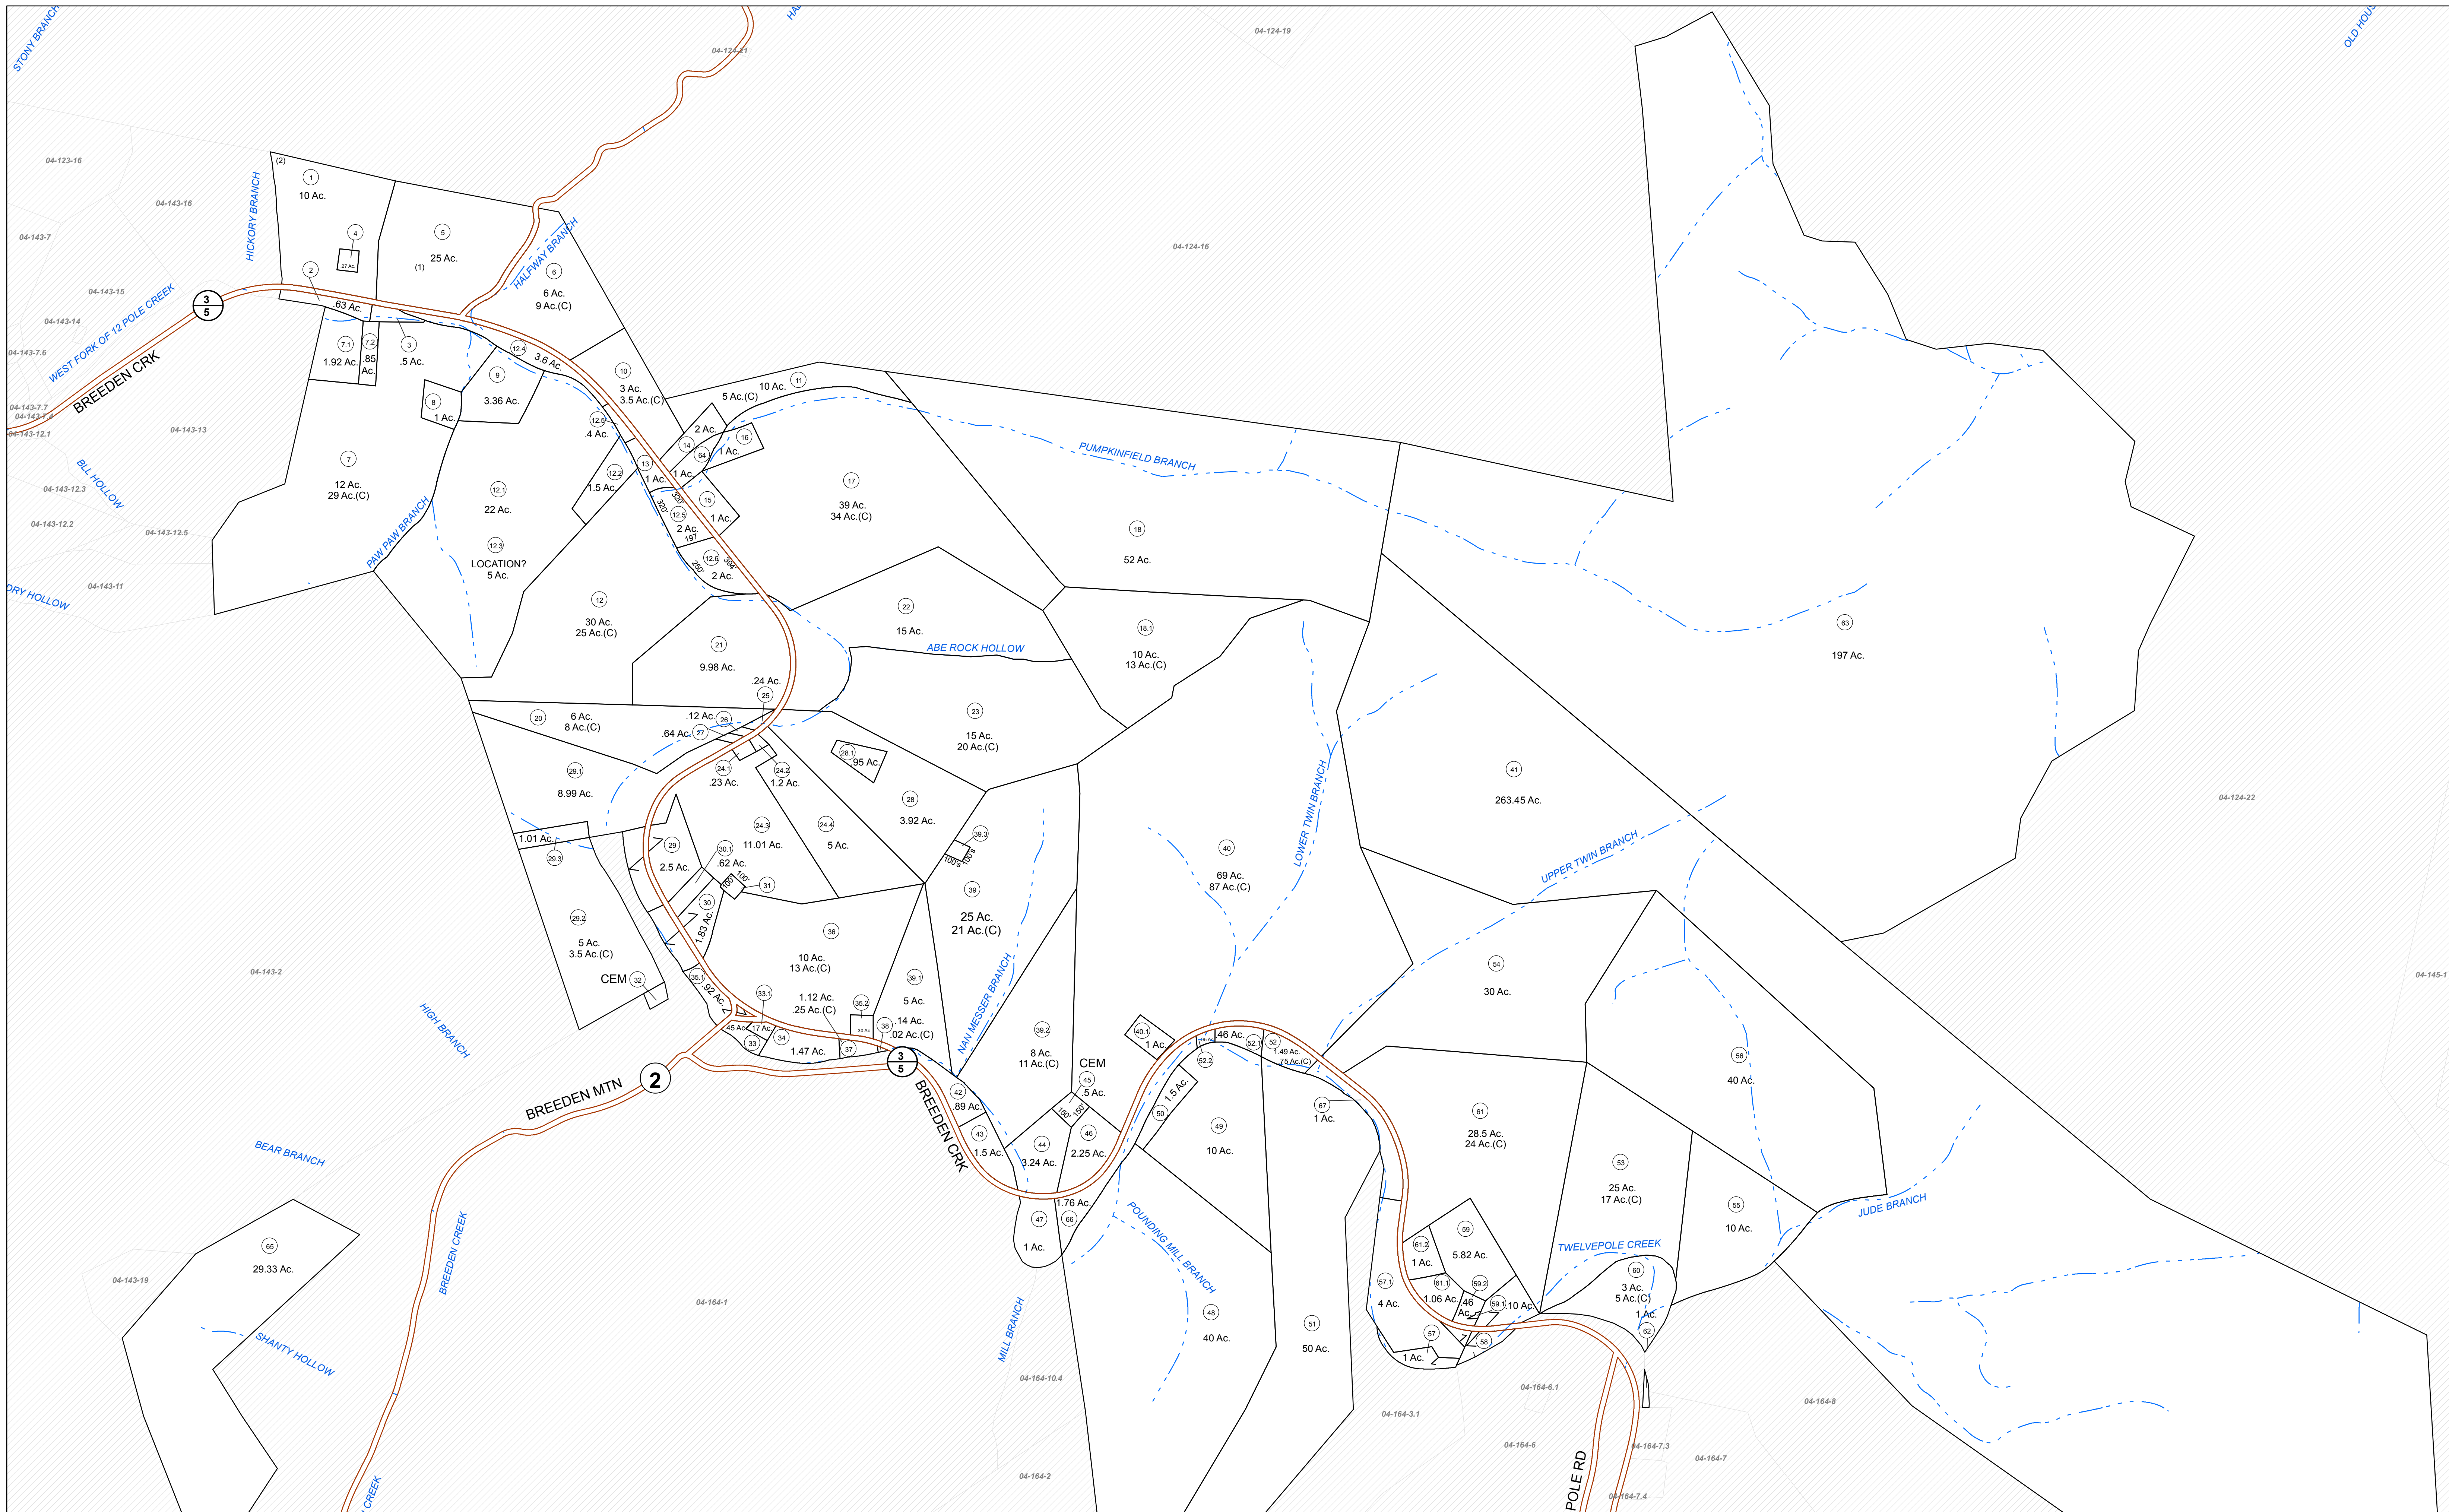 STONY BRANCH
04-124-21
04-124-19
04-123-16
04-143-16
(2)
1
10 Ac.
4
.27 Ac.
HICKORY BRANCH
5
25 Ac.
(1)
HALFWAY BRANCH
6
6 Ac.
9 Ac.(C)
04-124-16
04-143-7
04-143-15
04-143-14
04-143-7.6
04-143-7.7
04-143-7.4
04-143-12.1
04-143-13
WEST FORK OF 12 POLE CREEK
BREEDEN CRK
3
5
2
.63 Ac.
7.1
1.92 Ac.
7.2
.85
Ac.
3
.5 Ac.
12.4
3.6 Ac.
9
3.36 Ac.
8
1 Ac.
10
3 Ac.
3.5 Ac.(C)
12.5
.4 Ac.
10 Ac.
11
5 Ac.(C)
2 Ac.
14
64
1 Ac.
16
1 Ac.
13
1 Ac.
12.2
1.5 Ac.
320'
320'
15
1 Ac.
12.5
2 Ac.
197
12.6
250'
394'
2 Ac.
7
12 Ac.
29 Ac.(C)
BLL HOLLOW
04-143-12.3
04-143-12.2
04-143-12.5
04-143-11
ORY HOLLOW
PAW PAW BRANCH
12.1
22 Ac.
12.3
LOCATION?
5 Ac.
12
30 Ac.
25 Ac.(C)
17
39 Ac.
34 Ac.(C)
PUMPKINFIELD BRANCH
18
52 Ac.
22
15 Ac.
ABE ROCK HOLLOW
18.1
10 Ac.
13 Ac.(C)
63
197 Ac.
21
9.98 Ac.
.24 Ac.
25
20
6 Ac.
8 Ac.(C)
.12 Ac.
26
.64 Ac.
27
23
15 Ac.
20 Ac.(C)
24.1
.23 Ac.
24.2
1.2 Ac.
28.1
.95 Ac.
28
3.92 Ac.
29.1
8.99 Ac.
41
263.45 Ac.
04-124-22
LOWER TWIN BRANCH
UPPER TWIN BRANCH
1.01 Ac.
29.3
29
2.5 Ac.
24.3
11.01 Ac.
24.4
5 Ac.
30.1
.62 Ac.
100'
100'
31
30
1.83 Ac.
39.3
100's
100's
39
25 Ac.
21 Ac.(C)
40
69 Ac.
87 Ac.(C)
29.2
5 Ac.
3.5 Ac.(C)
CEM
32
36
10 Ac.
13 Ac.(C)
NAN MESSER BRANCH
54
30 Ac.
04-143-2
04-145-1
HIGH BRANCH
35.1
.92 Ac.
33.1
1.12 Ac.
.25 Ac.(C)
35.2
.30 Ac.
39.1
5 Ac.
.14 Ac.
.02 Ac.(C)
38
.45 Ac.
.17 Ac.
33
34
1.47 Ac.
37
3
5
39.2
8 Ac.
11 Ac.(C)
CEM
45
.5 Ac.
150'
150'
40.1
1 Ac.
52.2
.46 Ac.
52.1
52
1.49 Ac.
.75 Ac.(C)
56
40 Ac.
2
BREEDEN MTN
BREEDEN CRK
42
.89 Ac.
43
1.5 Ac.
44
3.24 Ac.
46
2.25 Ac.
50
1.5 Ac.
49
10 Ac.
67
1 Ac.
61
28.5 Ac.
24 Ac.(C)
53
25 Ac.
17 Ac.(C)
55
10 Ac.
JUDE BRANCH
BEAR BRANCH
BREEDEN CREEK
47
1 Ac.
1.76 Ac.
66
POUNDING MILL BRANCH
61.2
1 Ac.
59
5.82 Ac.
TWELVEPOLE CREEK
60
3 Ac.
5 Ac.(C)
1 Ac.
62
65
29.33 Ac.
04-143-19
SHANTY HOLLOW
04-164-1
MILL BRANCH
48
40 Ac.
51
50 Ac.
57.1
4 Ac.
61.1
1.06 Ac.
59.2
.46
Ac.
59.1
.10 Ac.
57
1 Ac.
58
04-164-10.4
04-164-2
04-164-3.1
04-164-6.1
04-164-6
04-164-8
04-164-7.3
04-164-7
04-164-7.4
POLE RD
CREEK